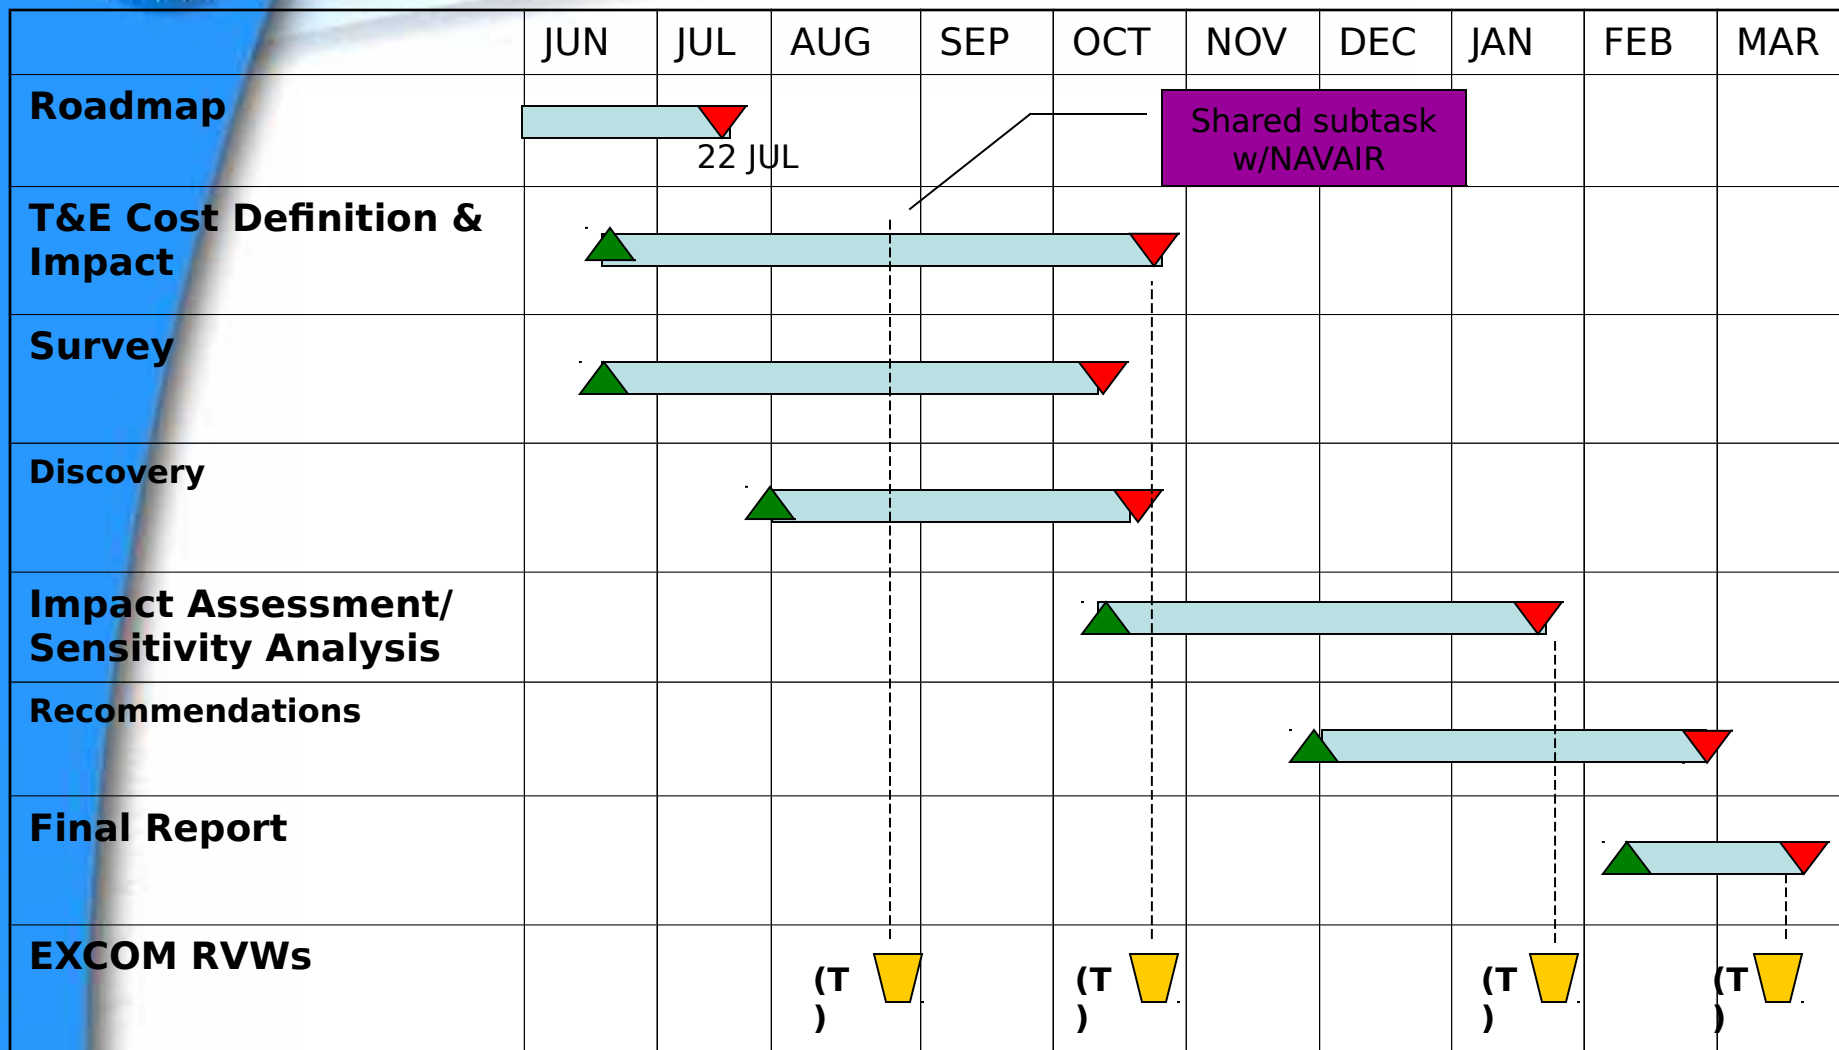 JUN JUL AUG SEP OCT NOV DEC JAN FEB MAR
Roadmap
22 JUL
Shared subtask
w/NAVAIR
T&E Cost Definition &
Impact
Survey
Discovery
Impact Assessment/
Sensitivity Analysis
Recommendations
Final Report
EXCOM RVWs
(T
)
(T
)
(T
)
(T
)